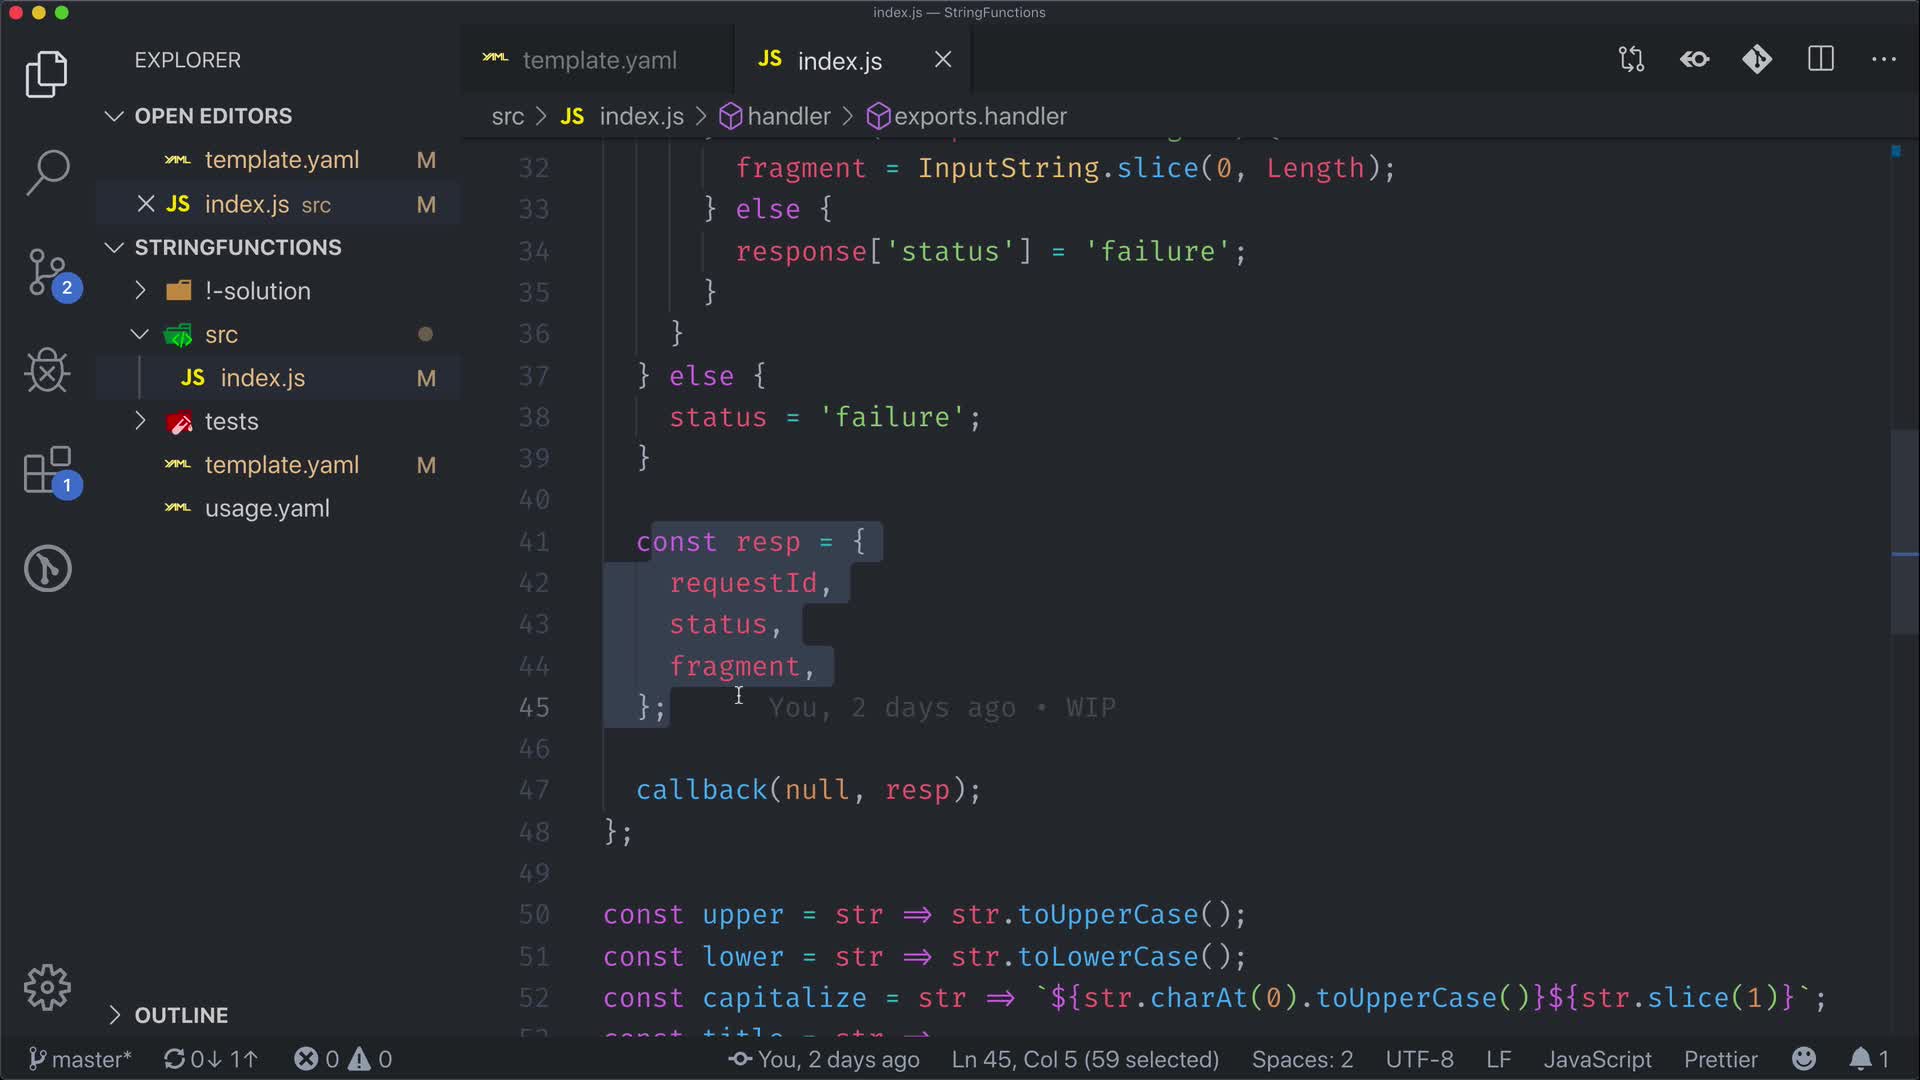 index.js — StringFunctions
EXPLORER
OPEN EDITORS
template.yaml M
JS index.js src M
STRINGFUNCTIONS
!-solution
src
JS index.js M
tests
template.yaml M
usage.yaml
OUTLINE
2
1
template.yaml
JS index.js
src > JS index.js > handler > exports.handler
32 fragment = InputString.slice(0, Length);
33 } else {
34 response['status'] = 'failure';
35 }
36 }
37 } else {
38 status = 'failure';
39 }
40
41 const resp = {
42 requestId,
43 status,
44 fragment,
45 }; You, 2 days ago • WIP
46
47 callback(null, resp);
48 };
49
50 const upper = str => str.toUpperCase();
51 const lower = str => str.toLowerCase();
52 const capitalize = str => `${str.charAt(0).toUpperCase()}${str.slice(1)}`;
53 const title = str =>
master* 0↓ 1↑ 0 0 You, 2 days ago Ln 45, Col 5 (59 selected) Spaces: 2 UTF-8 LF JavaScript Prettier 1